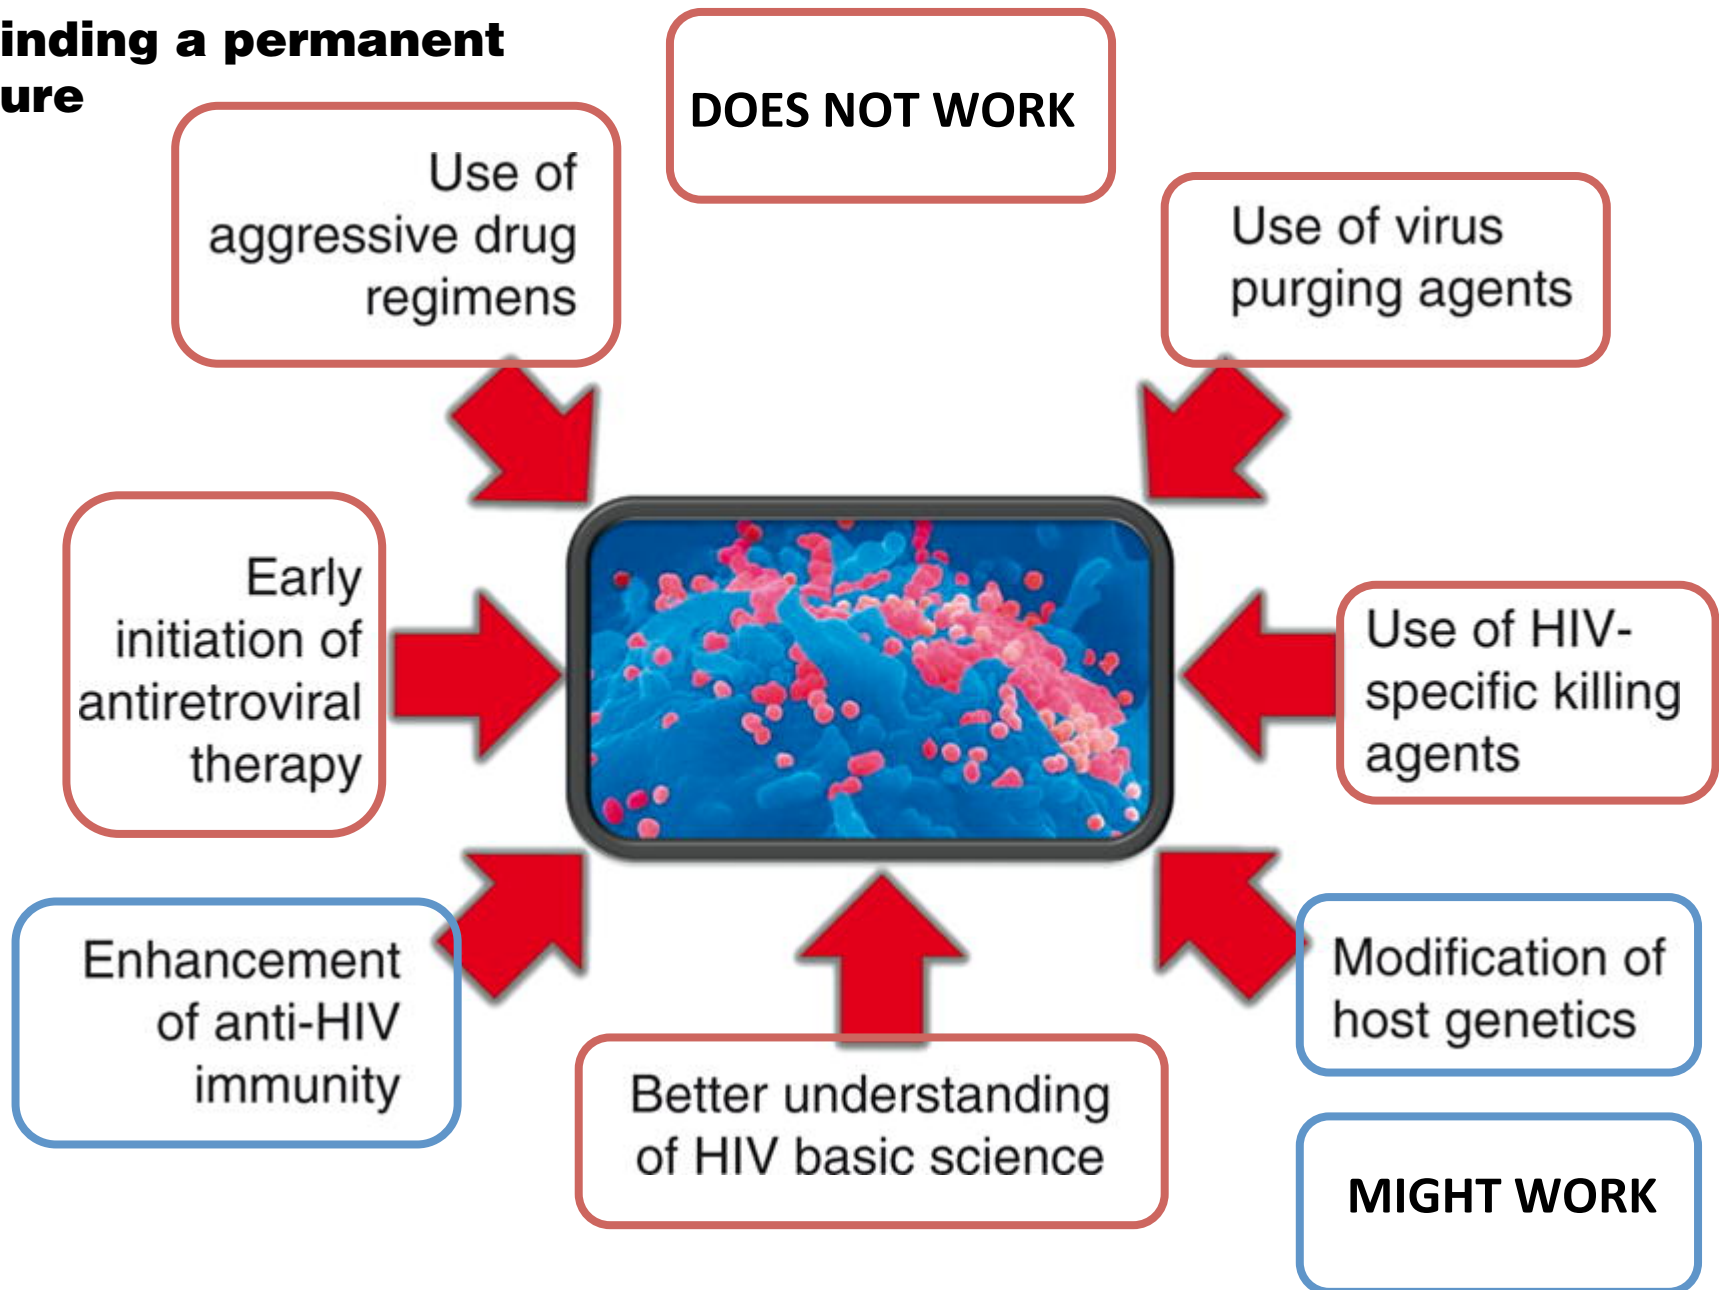 inding a permanent
ure
DOES NOT WORK
Use of
aggressive drug
regimens
Use of virus
purging agents
Early
initiation of
antiretroviral
therapy
Use of HIV-
specific killing
agents
Enhancement
of anti-HIV
immunity
Modification of
host genetics
Better understanding
of HIV basic science
MIGHT WORK